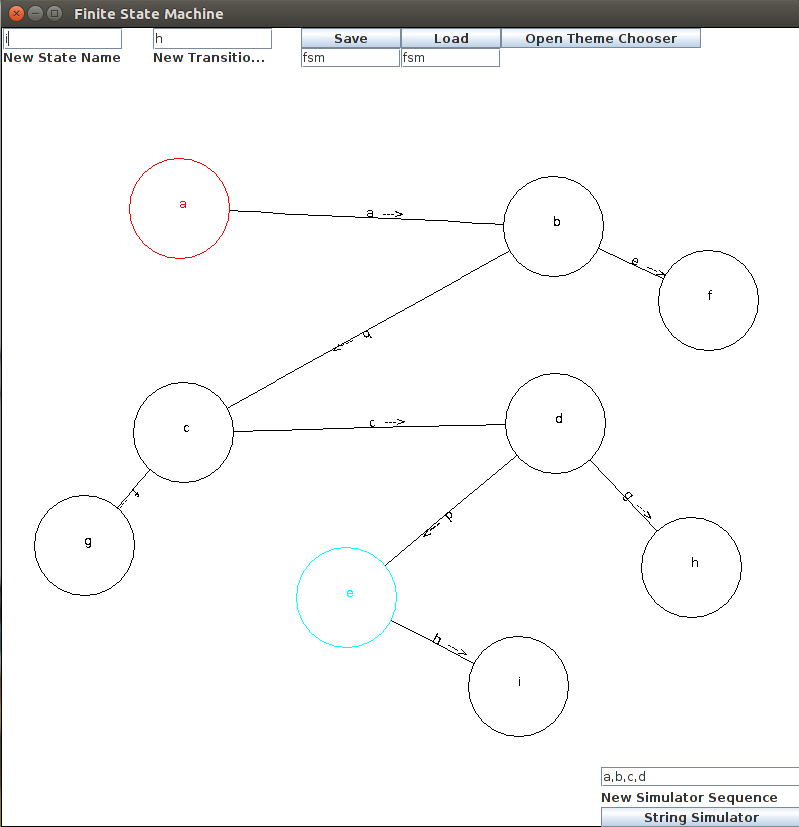 Finite State Machine
i
h
Save
Load
Open Theme Chooser
New State Name
New Transitio...
fsm
fsm
a
a --->
b
e --->
f
b --->
c
c --->
d
f --->
d --->
g --->
g
h
e
h --->
i
a,b,c,d
New Simulator Sequence
String Simulator